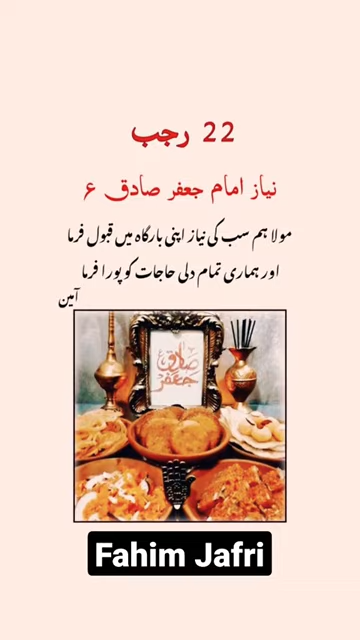 22 رجب
نیاز امام جعفر صادق ع
مولا ہم سب کی نیاز اپنی بارگاہ میں قبول فرما
اور ہماری تمام دلی حاجات کو پورا فرما
آمین
صادق
جعفر
Fahim Jafri